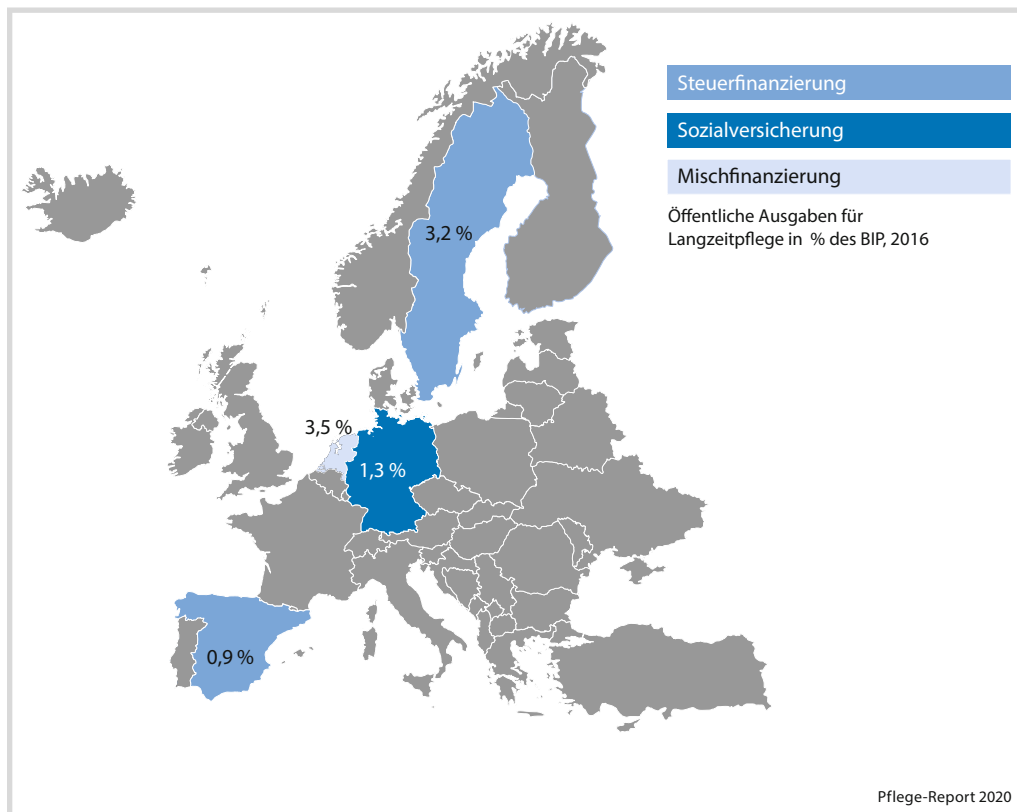 Steuerfinanzierung
Sozialversicherung
Mischfinanzierung
Öffentliche Ausgaben für
Langzeitpflege in % des BIP, 2016
3,2 %
3,5 %
1,3 %
0,9 %
Pflege-Report 2020